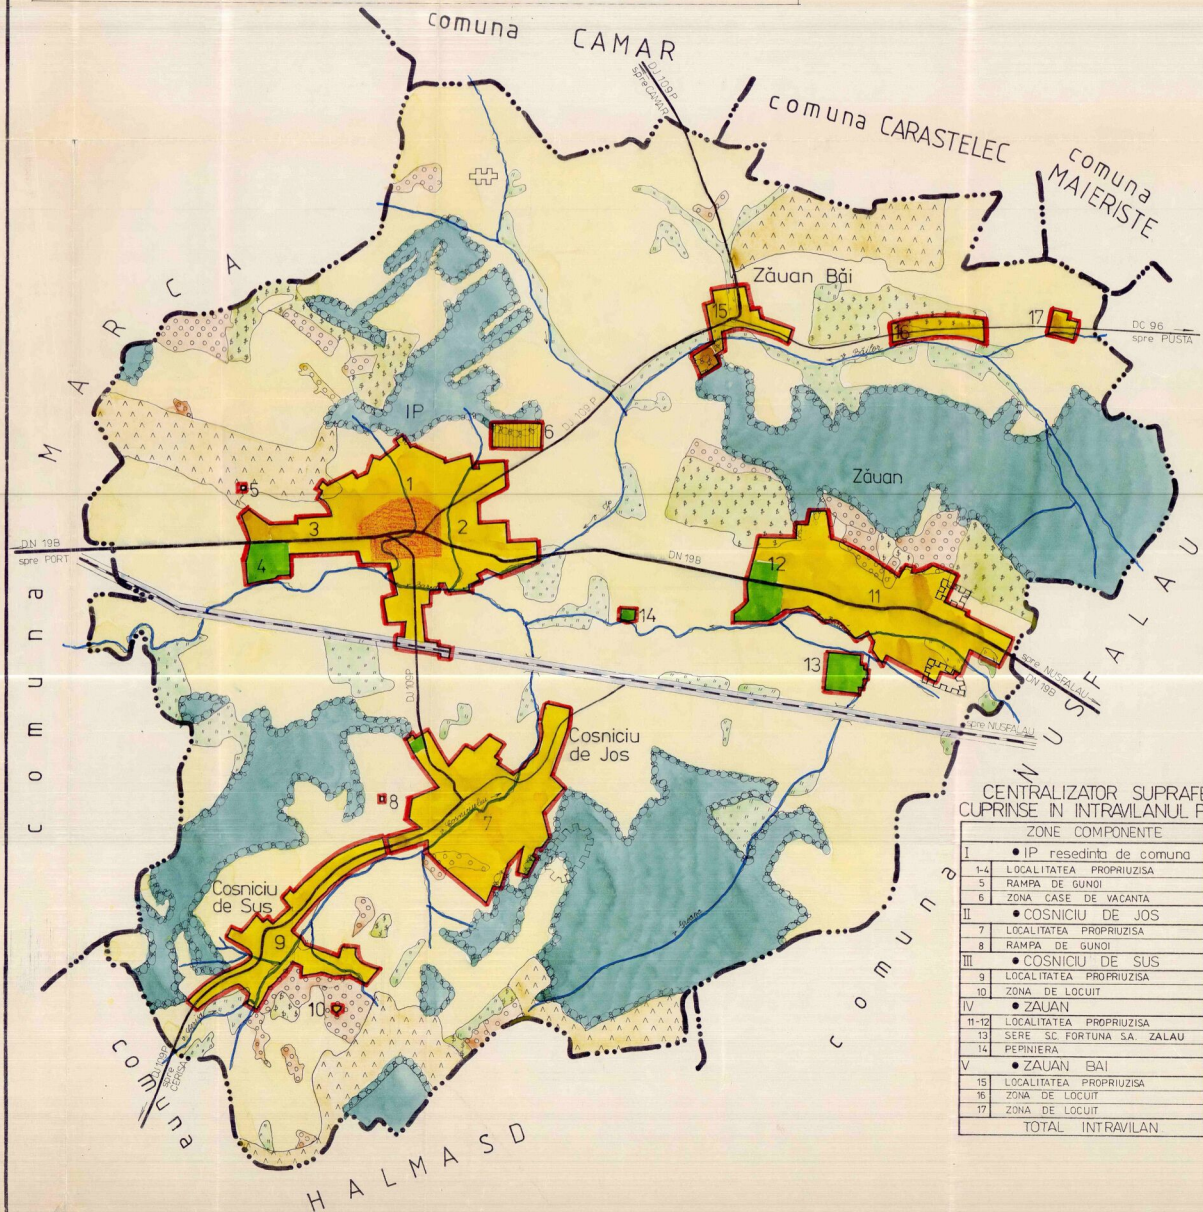 comuna CAMAR
DJ 109P
spre CAMAR
comuna CARASTELEC
comuna
MAIERISTE
comuna MARCA
Zăuan Băi
15
16
17
DC 96
spre PUSTA
IP
6
Zăuan
5
1
2
3
4
DJ 109P
DN 19B
spre PORT
DN 19B
12
11
14
13
spre NUSFALAU
DN 19B
spre NUSFALAU
DJ 109P
Cosniciu
de Jos
8
7
Cosniciu
de Sus
9
10
DJ 109P
spre
CERISA
comuna
HALMASD
comuna NUSFALAU
CENTRALIZATOR SUPRAFE
CUPRINSE IN INTRAVILANUL P
ZONE COMPONENTE
I • IP resedinta de comuna
1-4 LOCALITATEA PROPRIUZISA
5 RAMPA DE GUNOI
6 ZONA CASE DE VACANTA
II • COSNICIU DE JOS
7 LOCALITATEA PROPRIUZISA
8 RAMPA DE GUNOI
III • COSNICIU DE SUS
9 LOCALITATEA PROPRIUZISA
10 ZONA DE LOCUIT
IV • ZAUAN
11-12 LOCALITATEA PROPRIUZISA
13 SERE SC. FORTUNA S.A. ZALAU
14 PEPINIERA
V • ZAUAN BAI
15 LOCALITATEA PROPRIUZISA
16 ZONA DE LOCUIT
17 ZONA DE LOCUIT
TOTAL INTRAVILAN